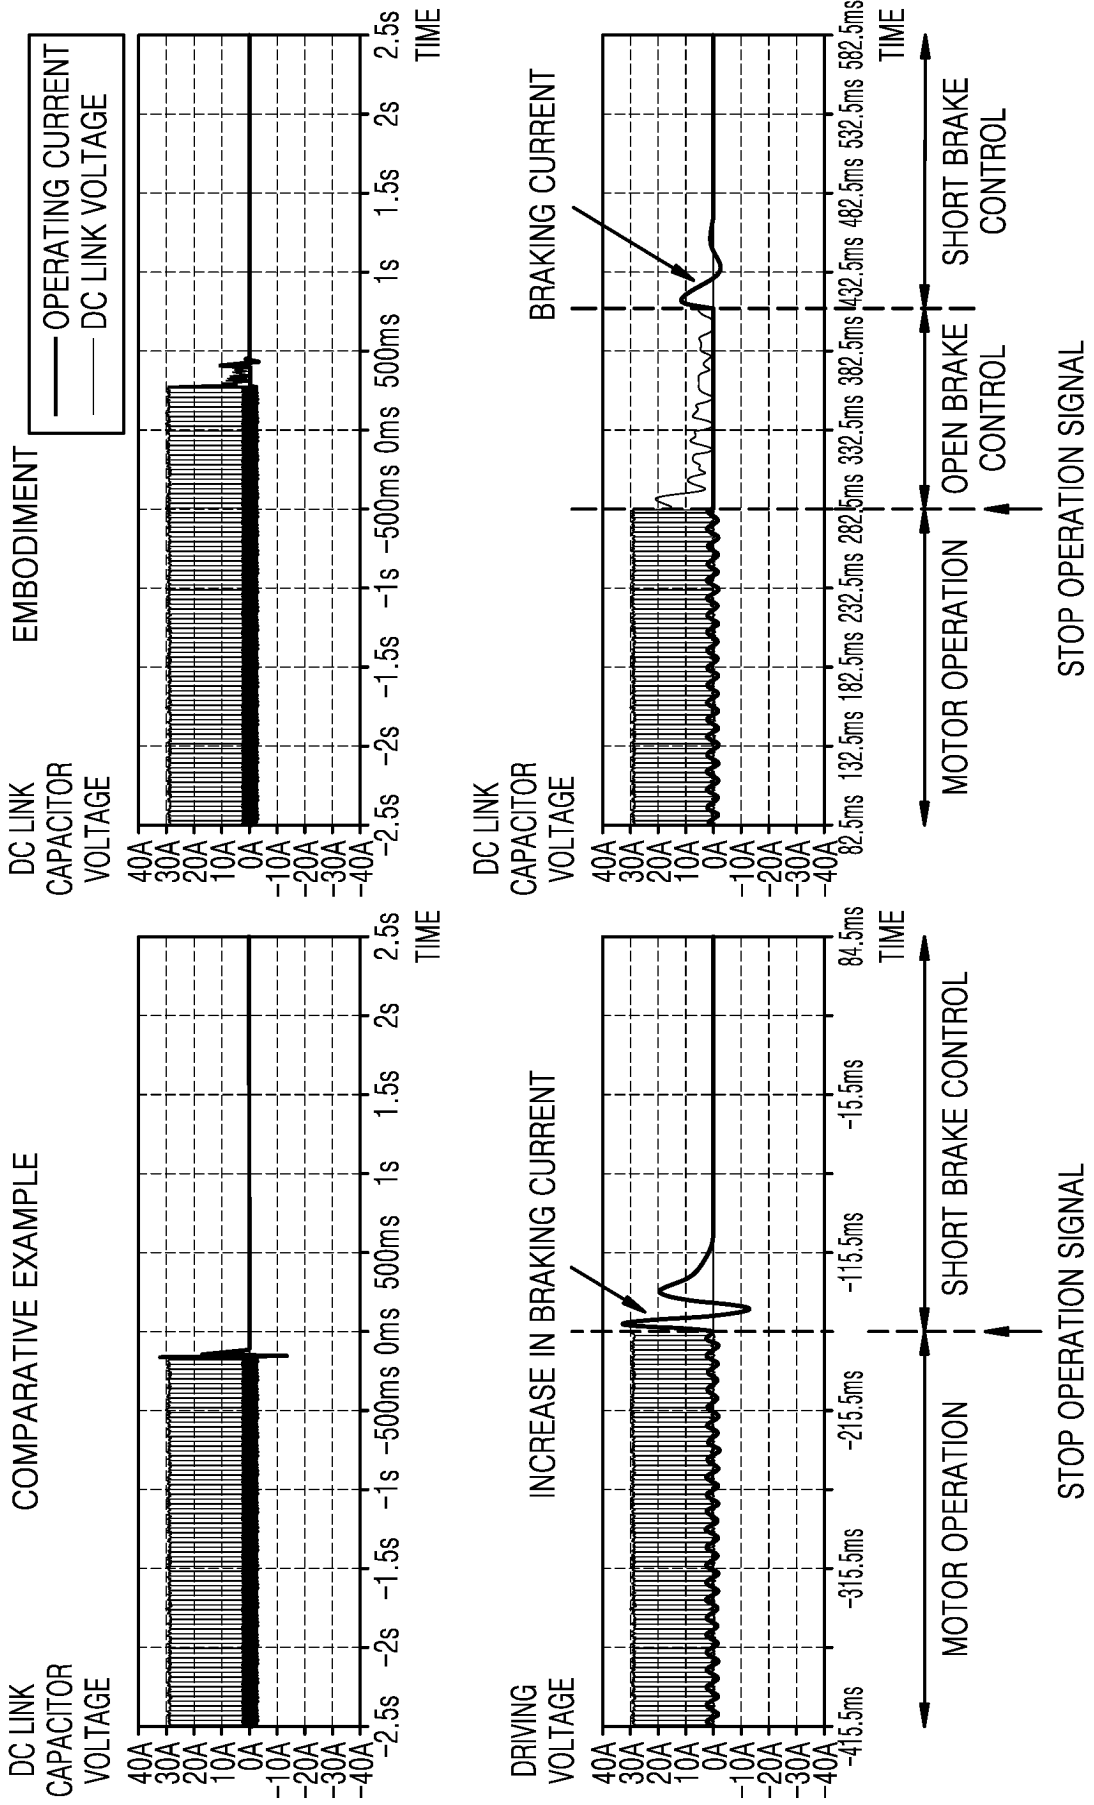 COMPARATIVE EXAMPLE
DC LINK
CAPACITOR
VOLTAGE
40A
30A
20A
10A
0A
-10A
-20A
-30A
-40A
-2.5s -2s -1.5s -1s -500ms 0ms 500ms 1s 1.5s 2s 2.5s
TIME
EMBODIMENT
OPERATING CURRENT
DC LINK VOLTAGE
DC LINK
CAPACITOR
VOLTAGE
40A
30A
20A
10A
0A
-10A
-20A
-30A
-40A
-2.5s -2s -1.5s -1s -500ms 0ms 500ms 1s 1.5s 2s 2.5s
TIME
DRIVING
VOLTAGE
INCREASE IN BRAKING CURRENT
40A
30A
20A
10A
0A
-10A
-20A
-30A
-40A
-415.5ms -315.5ms -215.5ms -115.5ms -15.5ms 84.5ms
TIME
MOTOR OPERATION
SHORT BRAKE CONTROL
STOP OPERATION SIGNAL
DC LINK
CAPACITOR
VOLTAGE
BRAKING CURRENT
40A
30A
20A
10A
0A
-10A
-20A
-30A
-40A
82.5ms 132.5ms 182.5ms 232.5ms 282.5ms 332.5ms 382.5ms 432.5ms 482.5ms 532.5ms 582.5ms
TIME
MOTOR OPERATION
OPEN BRAKE
CONTROL
SHORT BRAKE
CONTROL
STOP OPERATION SIGNAL